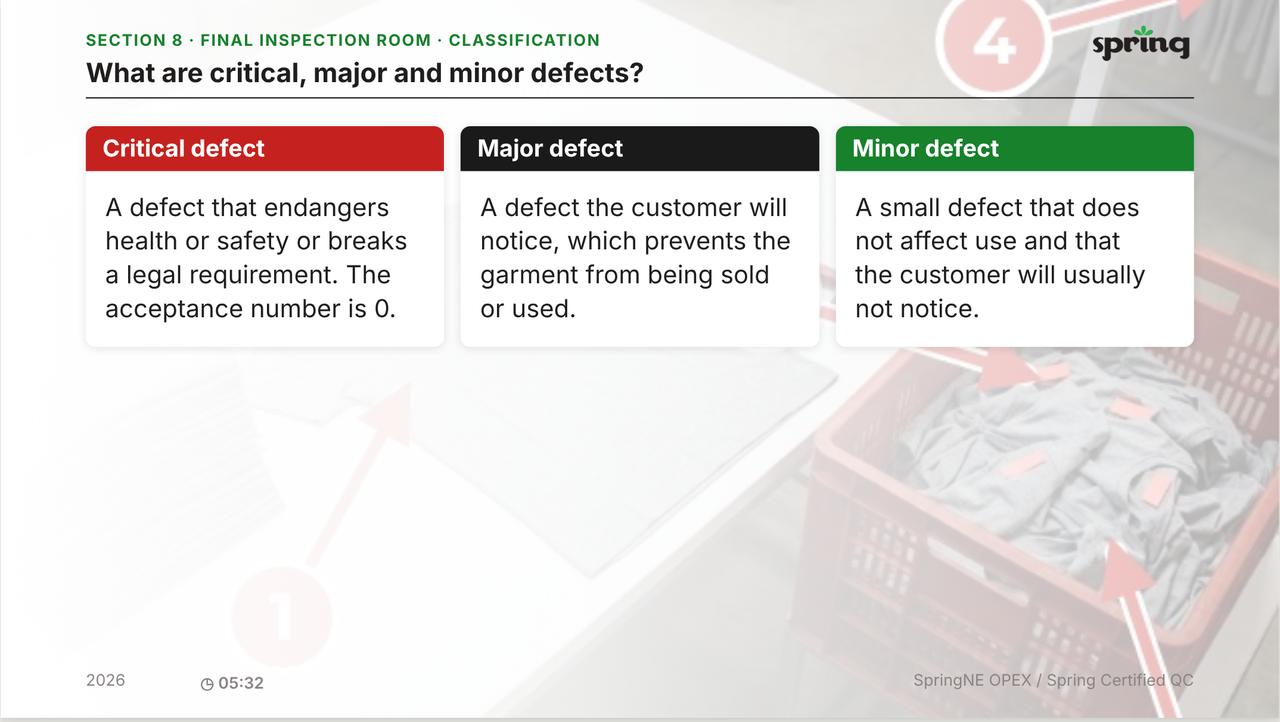 SECTION 8 · FINAL INSPECTION ROOM · CLASSIFICATION
What are critical, major and minor defects?
4
spring
Critical defect
A defect that endangers
health or safety or breaks
a legal requirement. The
acceptance number is 0.
Major defect
A defect the customer will
notice, which prevents the
garment from being sold
or used.
Minor defect
A small defect that does
not affect use and that
the customer will usually
not notice.
1
2026
05:32
SpringNE OPEX / Spring Certified QC